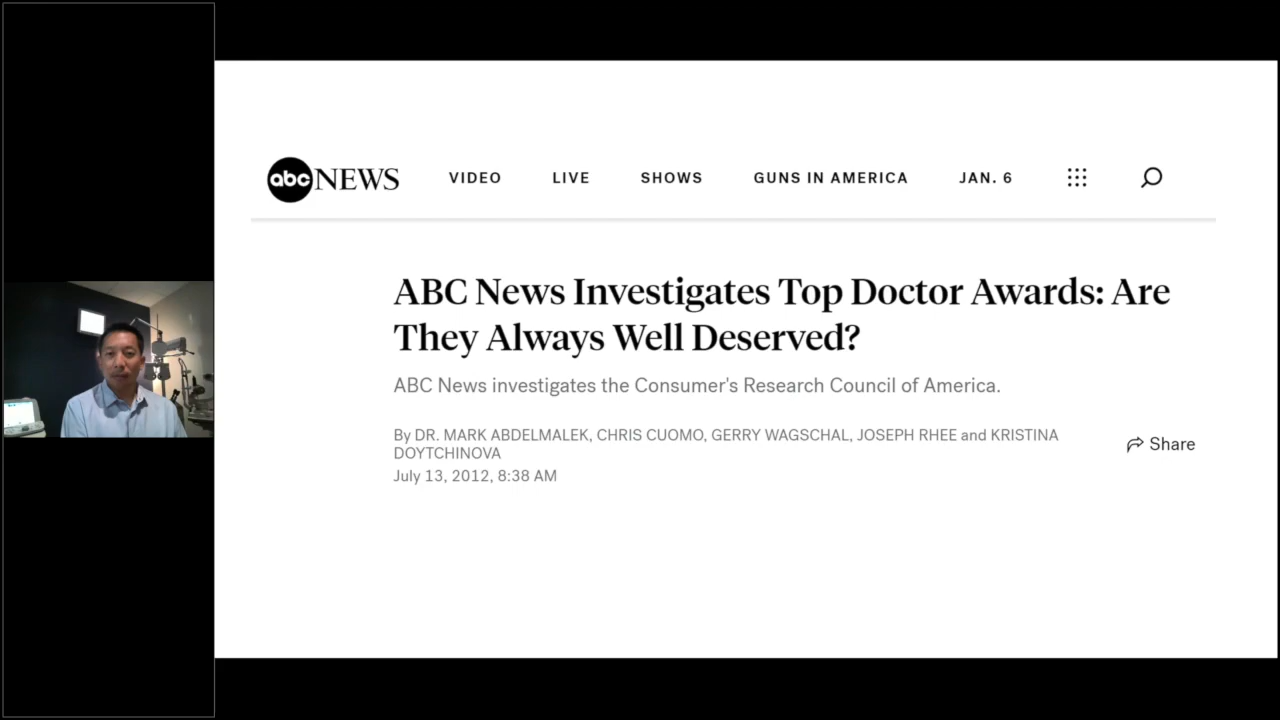 abc NEWS VIDEO LIVE SHOWS GUNS IN AMERICA JAN. 6
ABC News Investigates Top Doctor Awards: Are
They Always Well Deserved?
ABC News investigates the Consumer's Research Council of America.
By DR. MARK ABDELMALEK, CHRIS CUOMO, GERRY WAGSCHAL, JOSEPH RHEE and KRISTINA
DOYTCHINOVA
Share
July 13, 2012, 8:38 AM